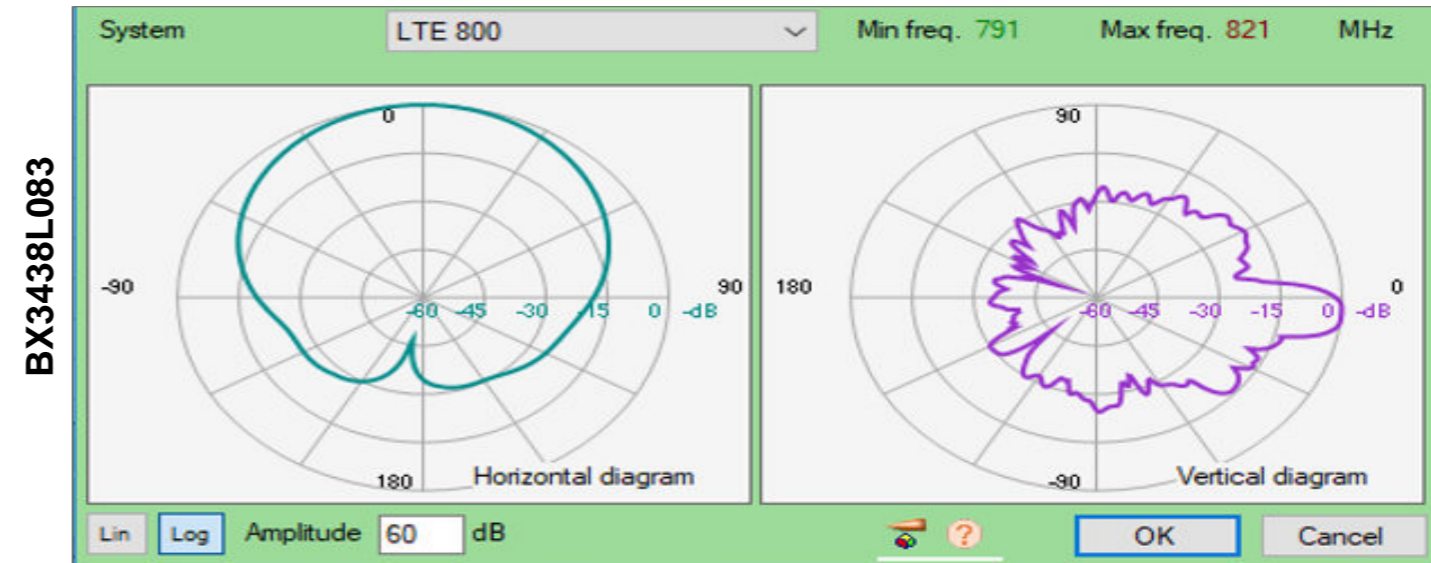 BX3438L083
System LTE 800 Min freq. 791 Max freq. 821 MHz
0
-90 90
-60 -45 -30 -15 0 -dB
180
Horizontal diagram
90
180 0
-60 -45 -30 -15 0 -dB
-90
Vertical diagram
Lin Log Amplitude 60 dB ? OK Cancel